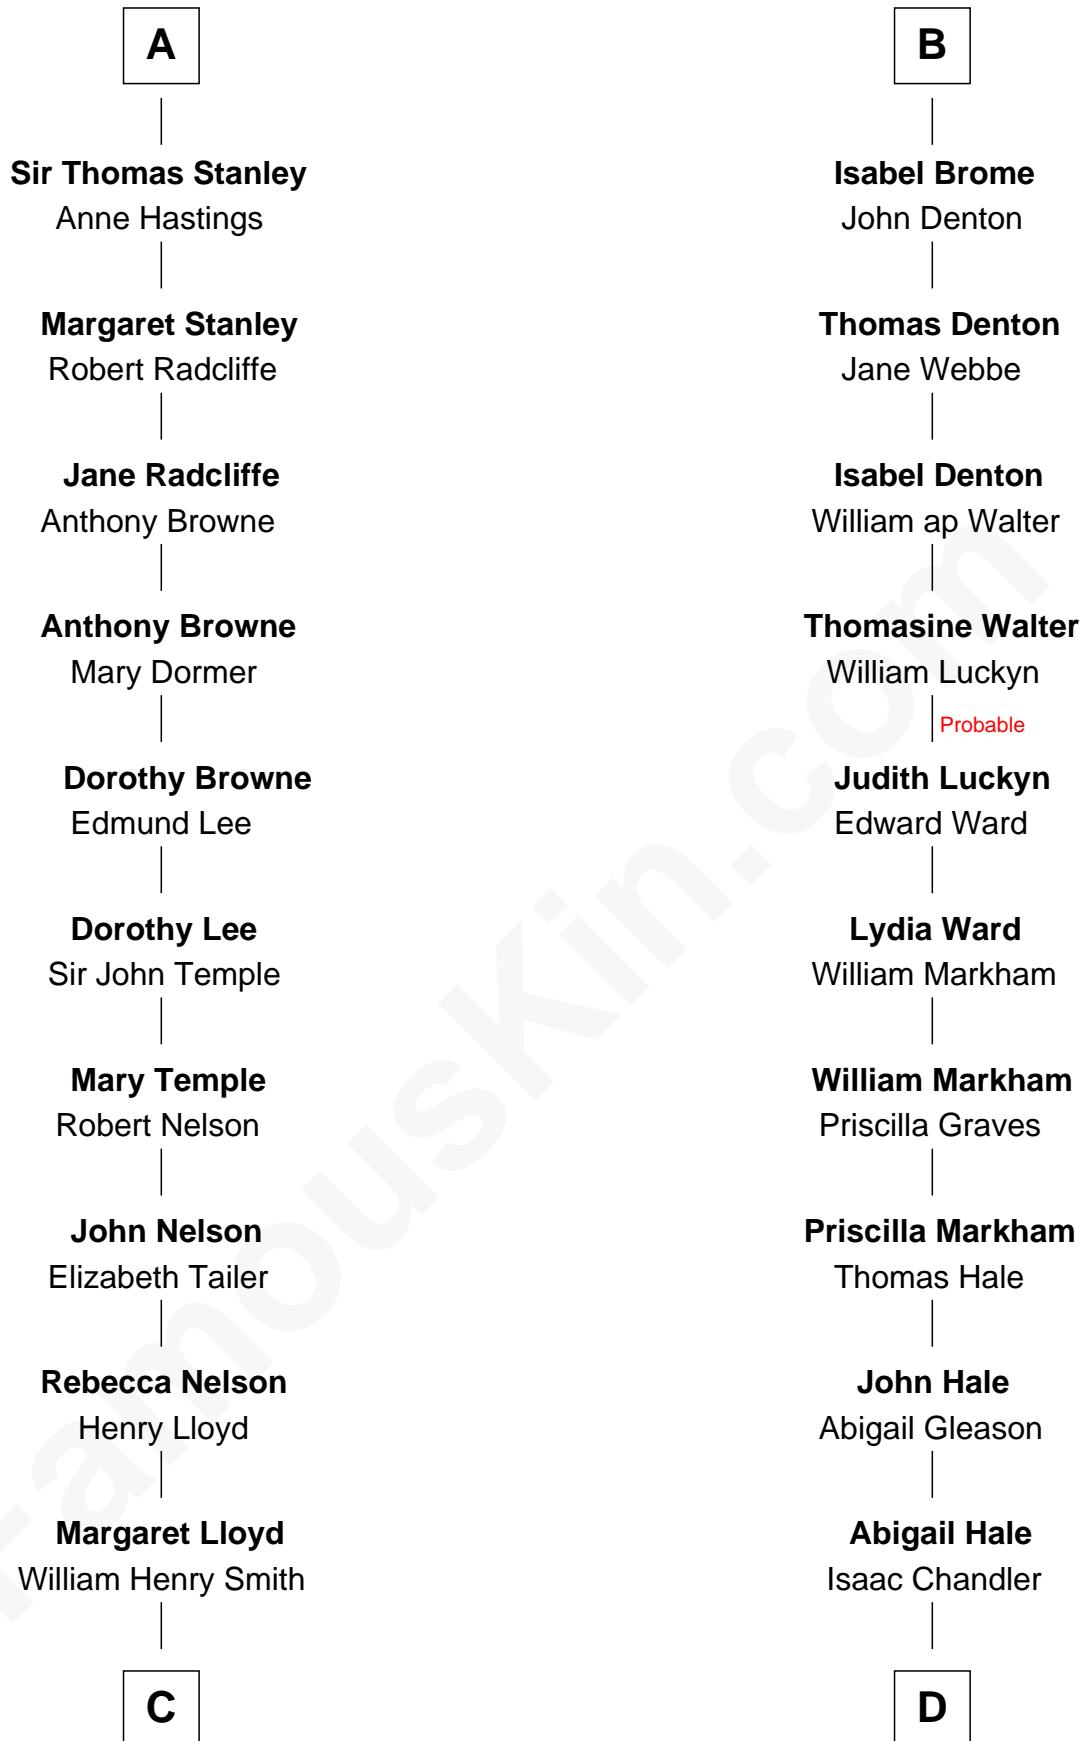 A
Sir Thomas Stanley
Anne Hastings
Margaret Stanley
Robert Radcliffe
Jane Radcliffe
Anthony Browne
Anthony Browne
Mary Dormer
Dorothy Browne
Edmund Lee
Dorothy Lee
Sir John Temple
Mary Temple
Robert Nelson
John Nelson
Elizabeth Tailer
Rebecca Nelson
Henry Lloyd
Margaret Lloyd
William Henry Smith
C
B
Isabel Brome
John Denton
Thomas Denton
Jane Webbe
Isabel Denton
William ap Walter
Thomasine Walter
William Luckyn
Probable
Judith Luckyn
Edward Ward
Lydia Ward
William Markham
William Markham
Priscilla Graves
Priscilla Markham
Thomas Hale
John Hale
Abigail Gleason
Abigail Hale
Isaac Chandler
D
FamousKin.com